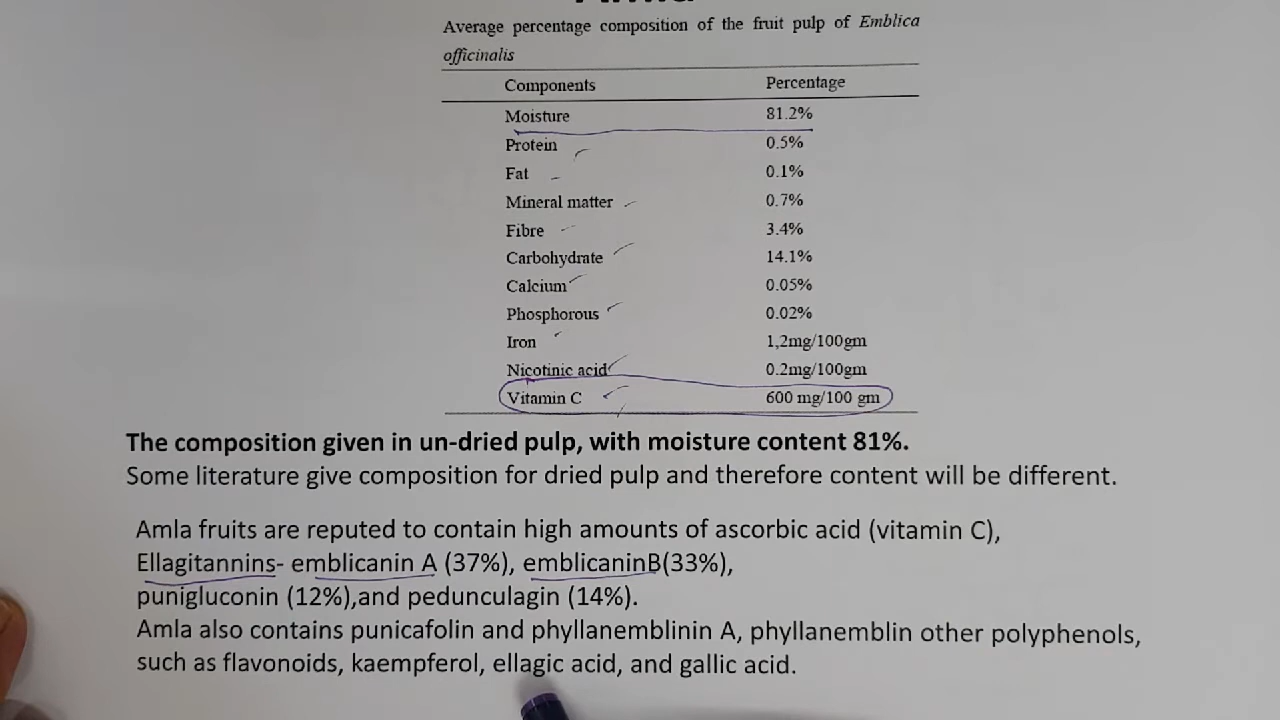 Average percentage composition of the fruit pulp of Emblica
officinalis
Components Percentage
Moisture 81.2%
Protein 0.5%
Fat 0.1%
Mineral matter 0.7%
Fibre 3.4%
Carbohydrate 14.1%
Calcium 0.05%
Phosphorous 0.02%
Iron 1,2mg/100gm
Nicotinic acid 0.2mg/100gm
Vitamin C 600 mg/100 gm
The composition given in un-dried pulp, with moisture content 81%.
Some literature give composition for dried pulp and therefore content will be different.
Amla fruits are reputed to contain high amounts of ascorbic acid (vitamin C),
Ellagitannins- emblicanin A (37%), emblicaninB(33%),
punigluconin (12%),and pedunculagin (14%).
Amla also contains punicafolin and phyllanemblinin A, phyllanemblin other polyphenols,
such as flavonoids, kaempferol, ellagic acid, and gallic acid.